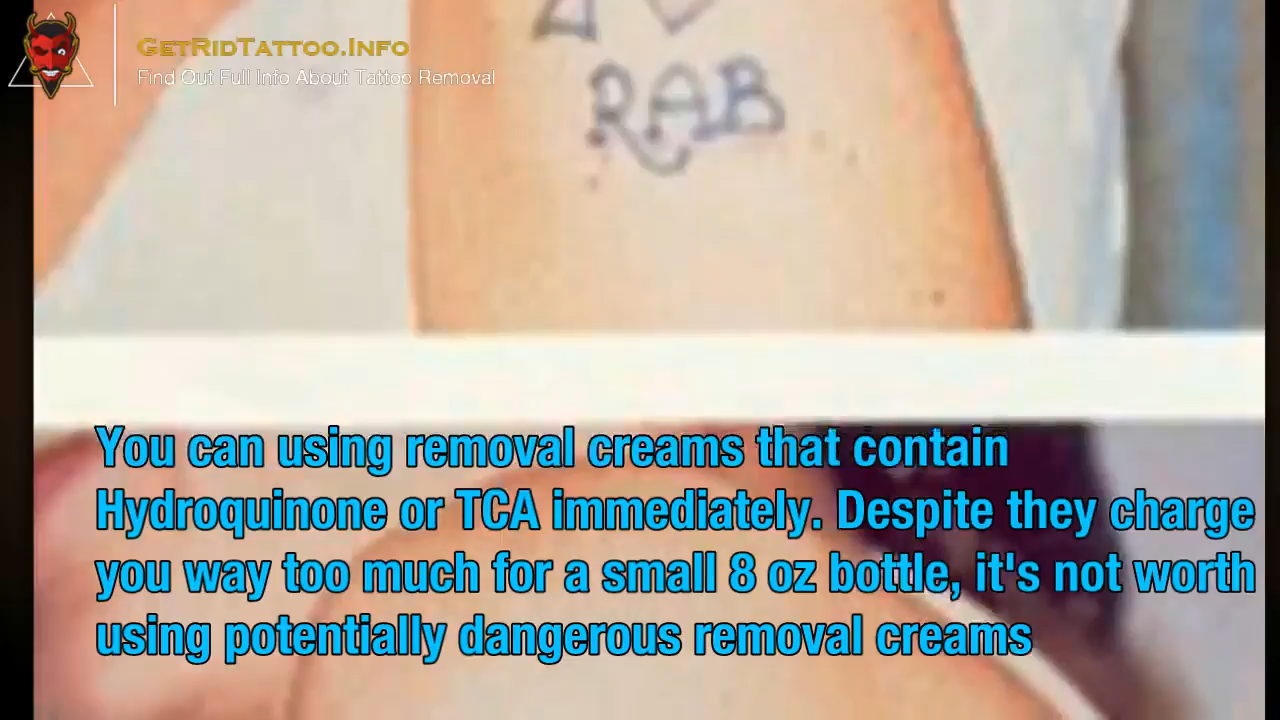 GetRidTattoo.Info
Find Out Full Info About Tattoo Removal
RAB
You can using removal creams that contain
Hydroquinone or TCA immediately. Despite they charge
you way too much for a small 8 oz bottle, it's not worth
using potentially dangerous removal creams